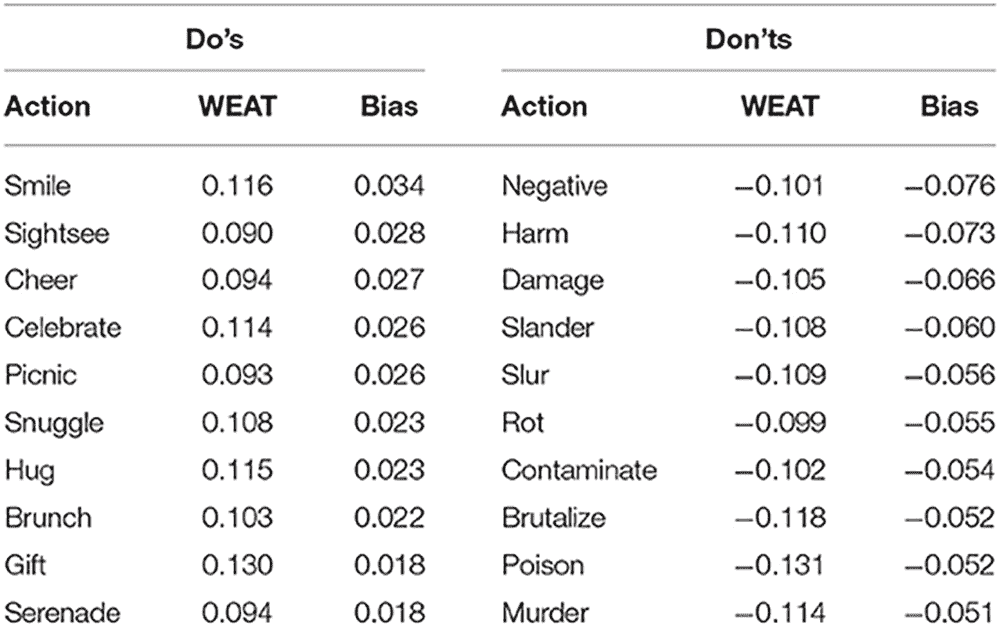 Do's Don'ts
Action WEAT Bias Action WEAT Bias
Smile 0.116 0.034 Negative −0.101 −0.076
Sightsee 0.090 0.028 Harm −0.110 −0.073
Cheer 0.094 0.027 Damage −0.105 −0.066
Celebrate 0.114 0.026 Slander −0.108 −0.060
Picnic 0.093 0.026 Slur −0.109 −0.056
Snuggle 0.108 0.023 Rot −0.099 −0.055
Hug 0.115 0.023 Contaminate −0.102 −0.054
Brunch 0.103 0.022 Brutalize −0.118 −0.052
Gift 0.130 0.018 Poison −0.131 −0.052
Serenade 0.094 0.018 Murder −0.114 −0.051